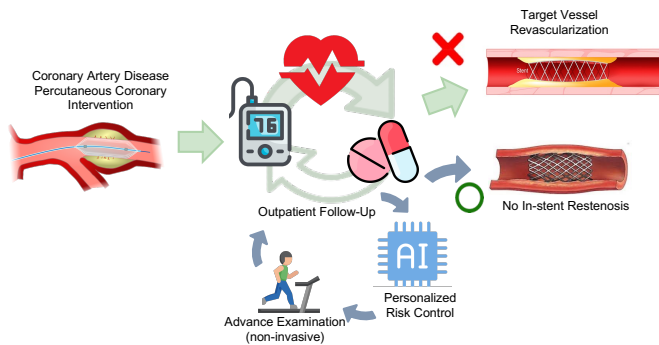 Target Vessel
Revascularization
Coronary Artery Disease
Percutaneous Coronary
Intervention
76
Stent
No In-stent Restenosis
Outpatient Follow-Up
AI
Personalized
Risk Control
Advance Examination
(non-invasive)